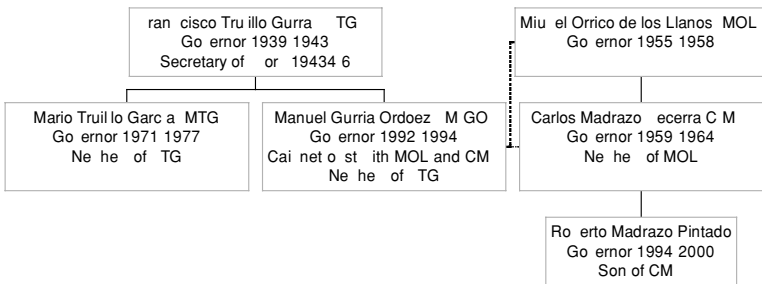 ran cisco Tru illo Gurra TG
Go ernor 1939 1943
Secretary of or 19434 6
Miu el Orrico de los Llanos MOL
Go ernor 1955 1958
Mario Truil lo Garc a MTG
Go ernor 1971 1977
Ne he of TG
Manuel Gurria Ordoez M GO
Go ernor 1992 1994
Cai net o st ith MOL and CM
Ne he of TG
Carlos Madrazo ecerra C M
Go ernor 1959 1964
Ne he of MOL
Ro erto Madrazo Pintado
Go ernor 1994 2000
Son of CM